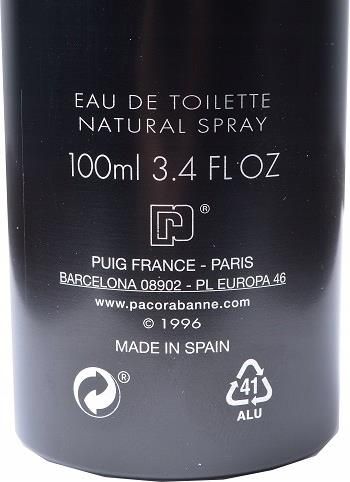 EAU DE TOILETTE
NATURAL SPRAY
100ml 3.4 FL·OZ
®
PUIG FRANCE - PARIS
BARCELONA 08902 - PL EUROPA 46
www.pacorabanne.com
© 1996
MADE IN SPAIN
®
41
ALU